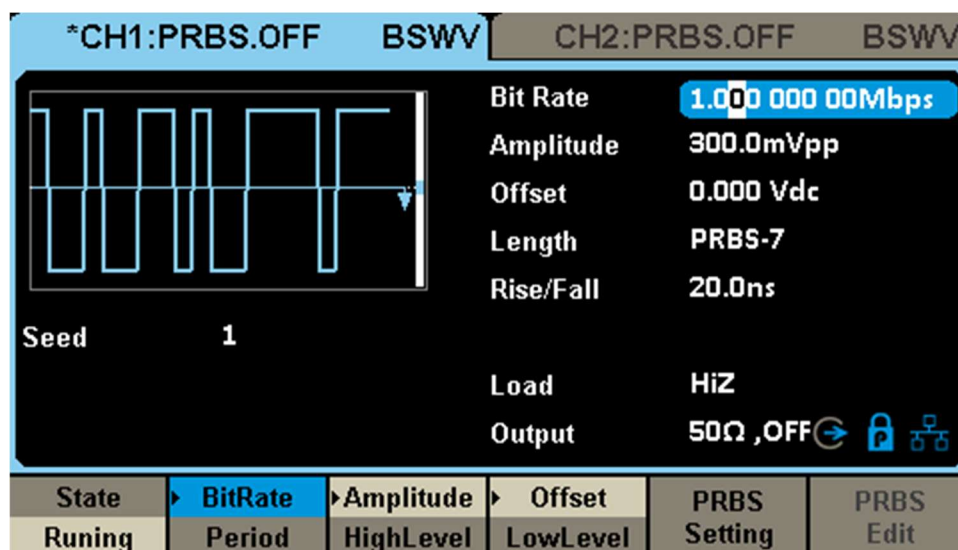 *CH1:PRBS.OFF BSWV CH2:PRBS.OFF BSWV
Bit Rate 1.000 000 00Mbps
Amplitude 300.0mVpp
Offset 0.000 Vdc
Length PRBS-7
Rise/Fall 20.0ns
Seed 1
Load HiZ
Output 50Ω ,OFF P
State BitRate Amplitude Offset PRBS PRBS
Runing Period HighLevel LowLevel Setting Edit